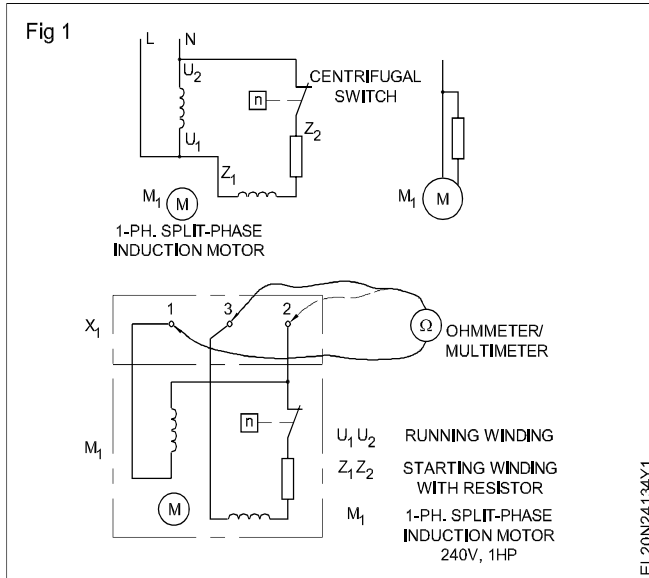 Fig 1
L N
U2
CENTRIFUGAL
SWITCH
n
Z2
U1
Z1
M1 M
1-PH. SPLIT-PHASE
INDUCTION MOTOR
M1 M
X1
1 3 2
Ω
OHMMETER/
MULTIMETER
n
M1
M
U1 U2 RUNNING WINDING
Z1 Z2 STARTING WINDING
WITH RESISTOR
M1 1-PH. SPLIT-PHASE
INDUCTION MOTOR
240V, 1HP
EL20N24134Y1